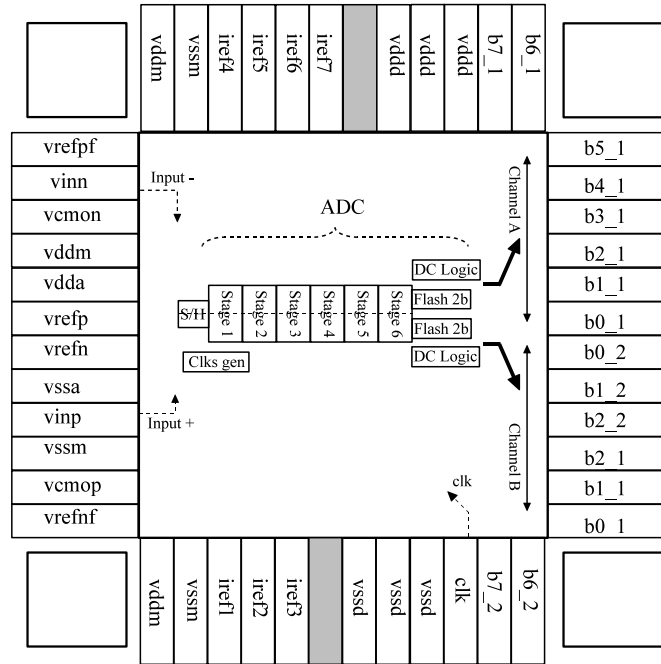 vddm
vssm
iref4
iref5
iref6
iref7
vddd
vddd
vddd
b7_1
b6_1
vrefpf
vinn
vcmon
vddm
vdda
vrefp
vrefn
vssa
vinp
vssm
vcmop
vrefnf
Input -
ADC
S/H
Stage 1
Stage 2
Stage 3
Stage 4
Stage 5
Stage 6
DC Logic
Flash 2b
Flash 2b
DC Logic
Clks gen
Input +
clk
Channel A
Channel B
b5_1
b4_1
b3_1
b2_1
b1_1
b0_1
b0_2
b1_2
b2_2
b2_1
b1_1
b0_1
vddm
vssm
iref1
iref2
iref3
vssd
vssd
vssd
clk
b7_2
b6_2